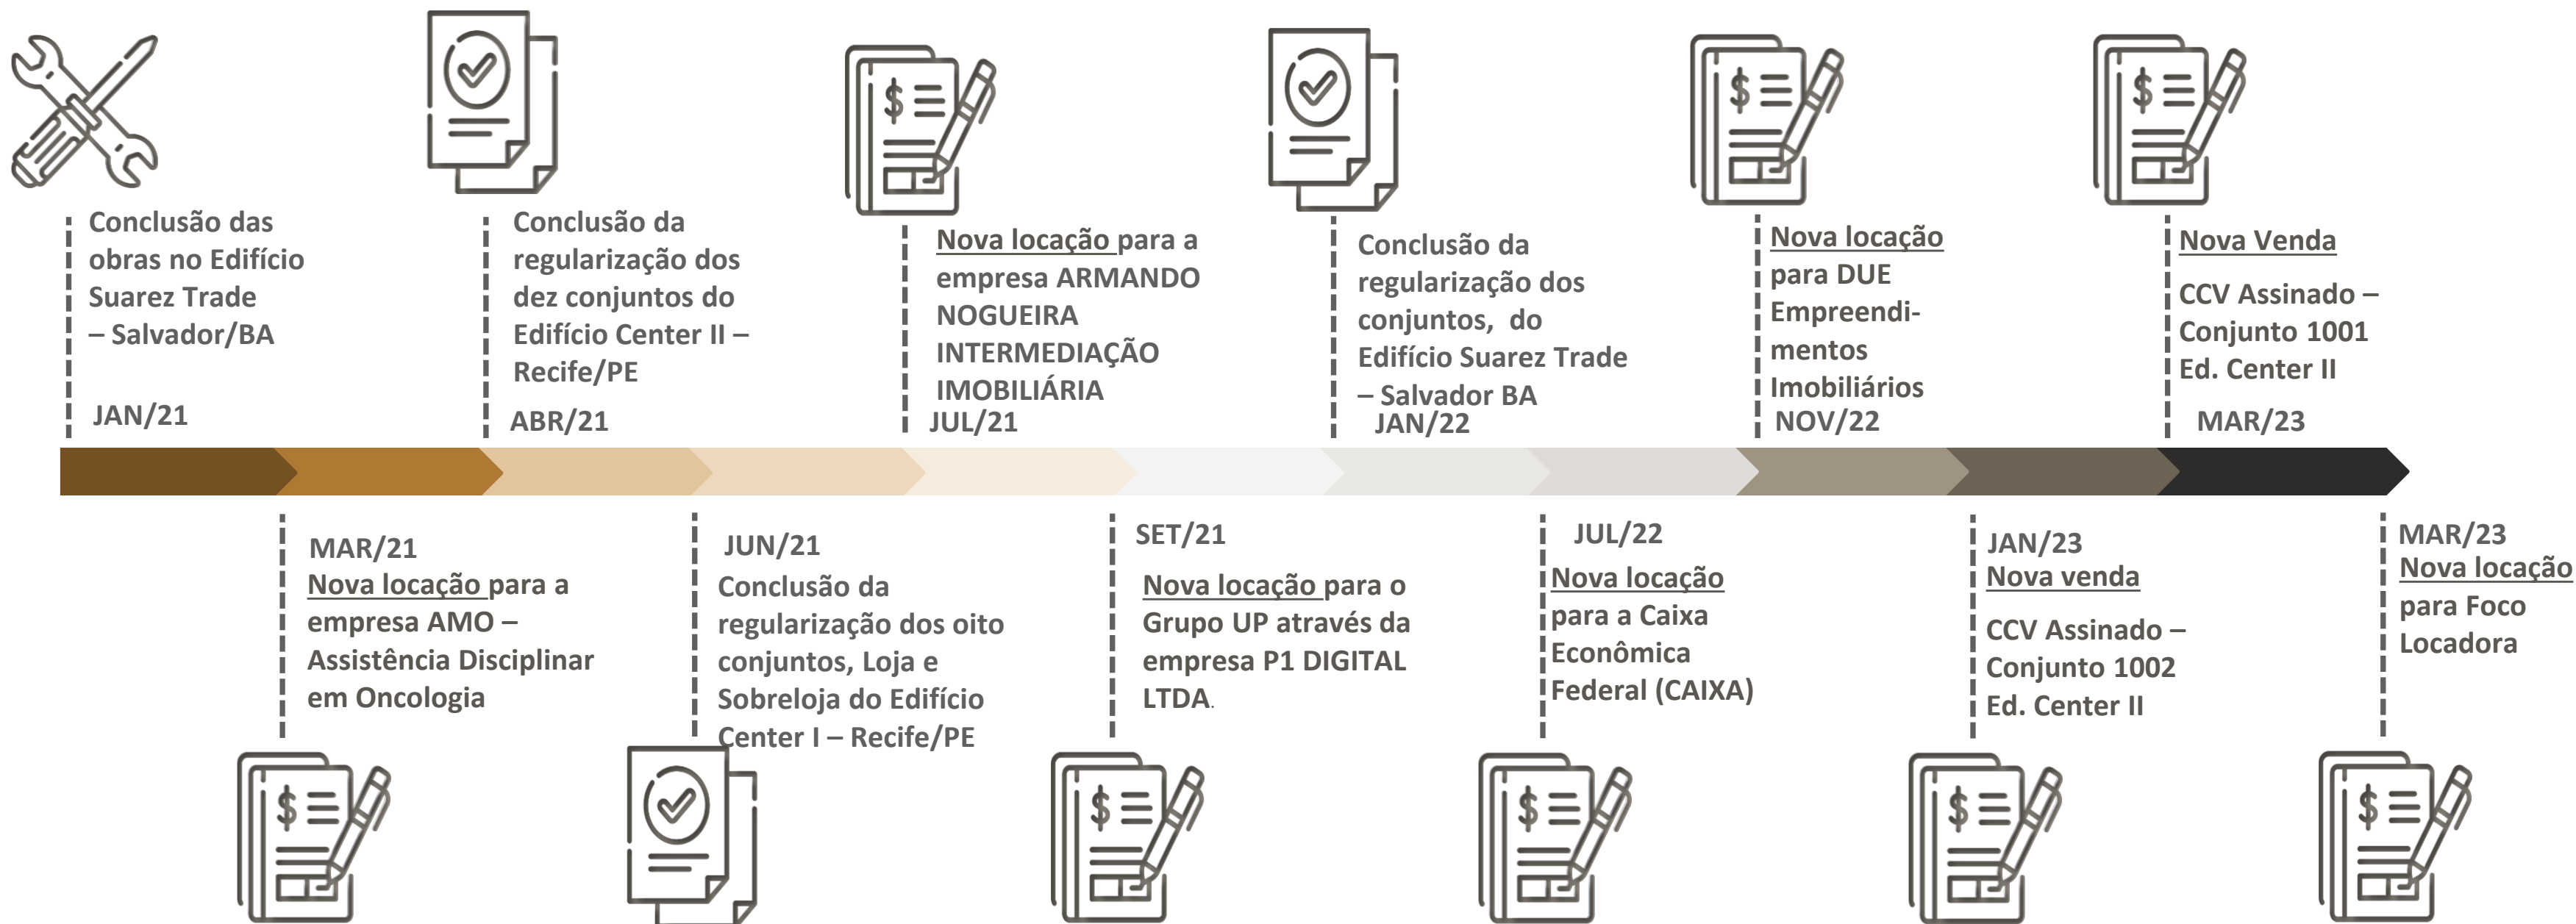 Conclusão das
obras no Edifício
Suarez Trade
– Salvador/BA
JAN/21
Conclusão da
regularização dos
dez conjuntos do
Edifício Center II –
Recife/PE
ABR/21
Nova locação para a
empresa ARMANDO
NOGUEIRA
INTERMEDIAÇÃO
IMOBILIÁRIA
JUL/21
Conclusão da
regularização dos
conjuntos, do
Edifício Suarez Trade
– Salvador BA
JAN/22
Nova locação
para DUE
Empreendi-
mentos
Imobiliários
NOV/22
Nova Venda
CCV Assinado –
Conjunto 1001
Ed. Center II
MAR/23
MAR/21
Nova locação para a
empresa AMO –
Assistência Disciplinar
em Oncologia
JUN/21
Conclusão da
regularização dos oito
conjuntos, Loja e
Sobreloja do Edifício
Center I – Recife/PE
SET/21
Nova locação para o
Grupo UP através da
empresa P1 DIGITAL
LTDA.
JUL/22
Nova locação
para a Caixa
Econômica
Federal (CAIXA)
JAN/23
Nova venda
CCV Assinado –
Conjunto 1002
Ed. Center II
MAR/23
Nova locação
para Foco
Locadora